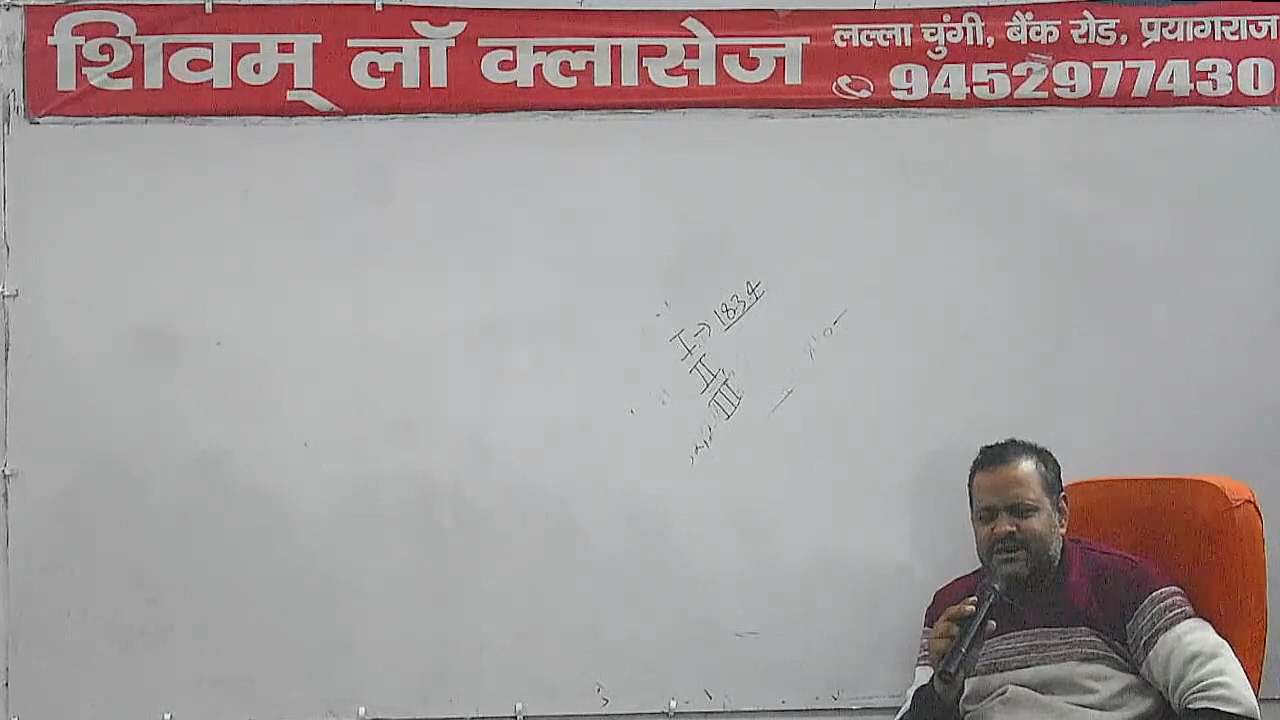 शिवम् लॉ क्लासेज
लल्ला चुंगी, बैंक रोड, प्रयागराज
9452977430
I→ 1834
II,
III